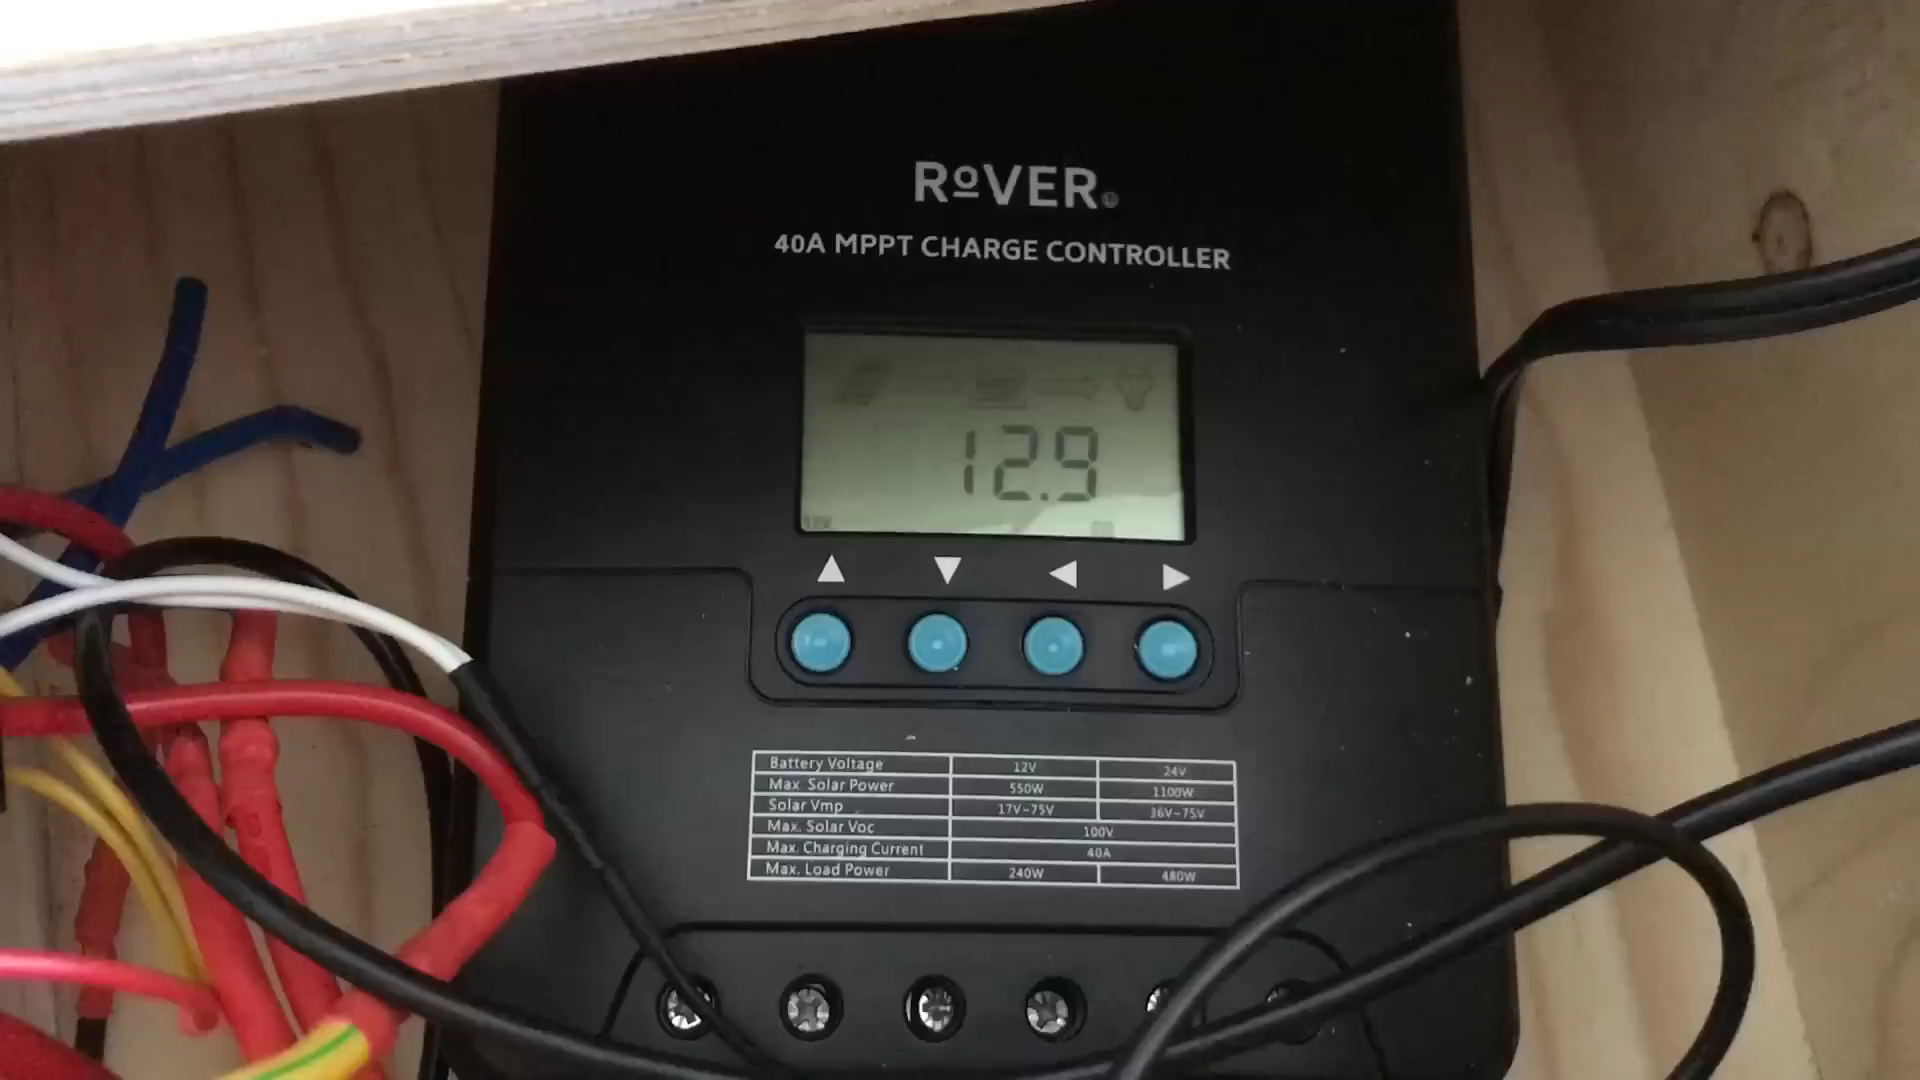 RoVER®
40A MPPT CHARGE CONTROLLER
12.9
12V
▲ ▼ ◀ ▶
Battery Voltage 12V 24V
Max. Solar Power 550W 1100W
Solar Vmp 17V~75V 36V~75V
Max. Solar Voc 100V
Max. Charging Current 40A
Max. Load Power 240W 480W